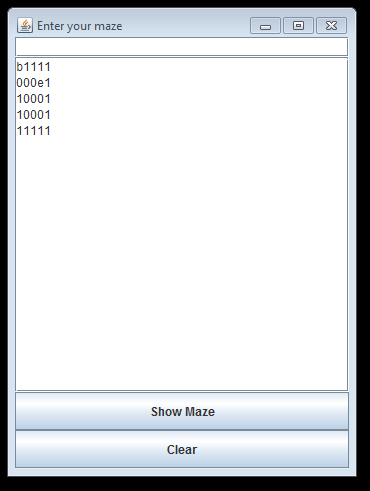 Enter your maze
b1111
000e1
10001
10001
11111
Show Maze
Clear